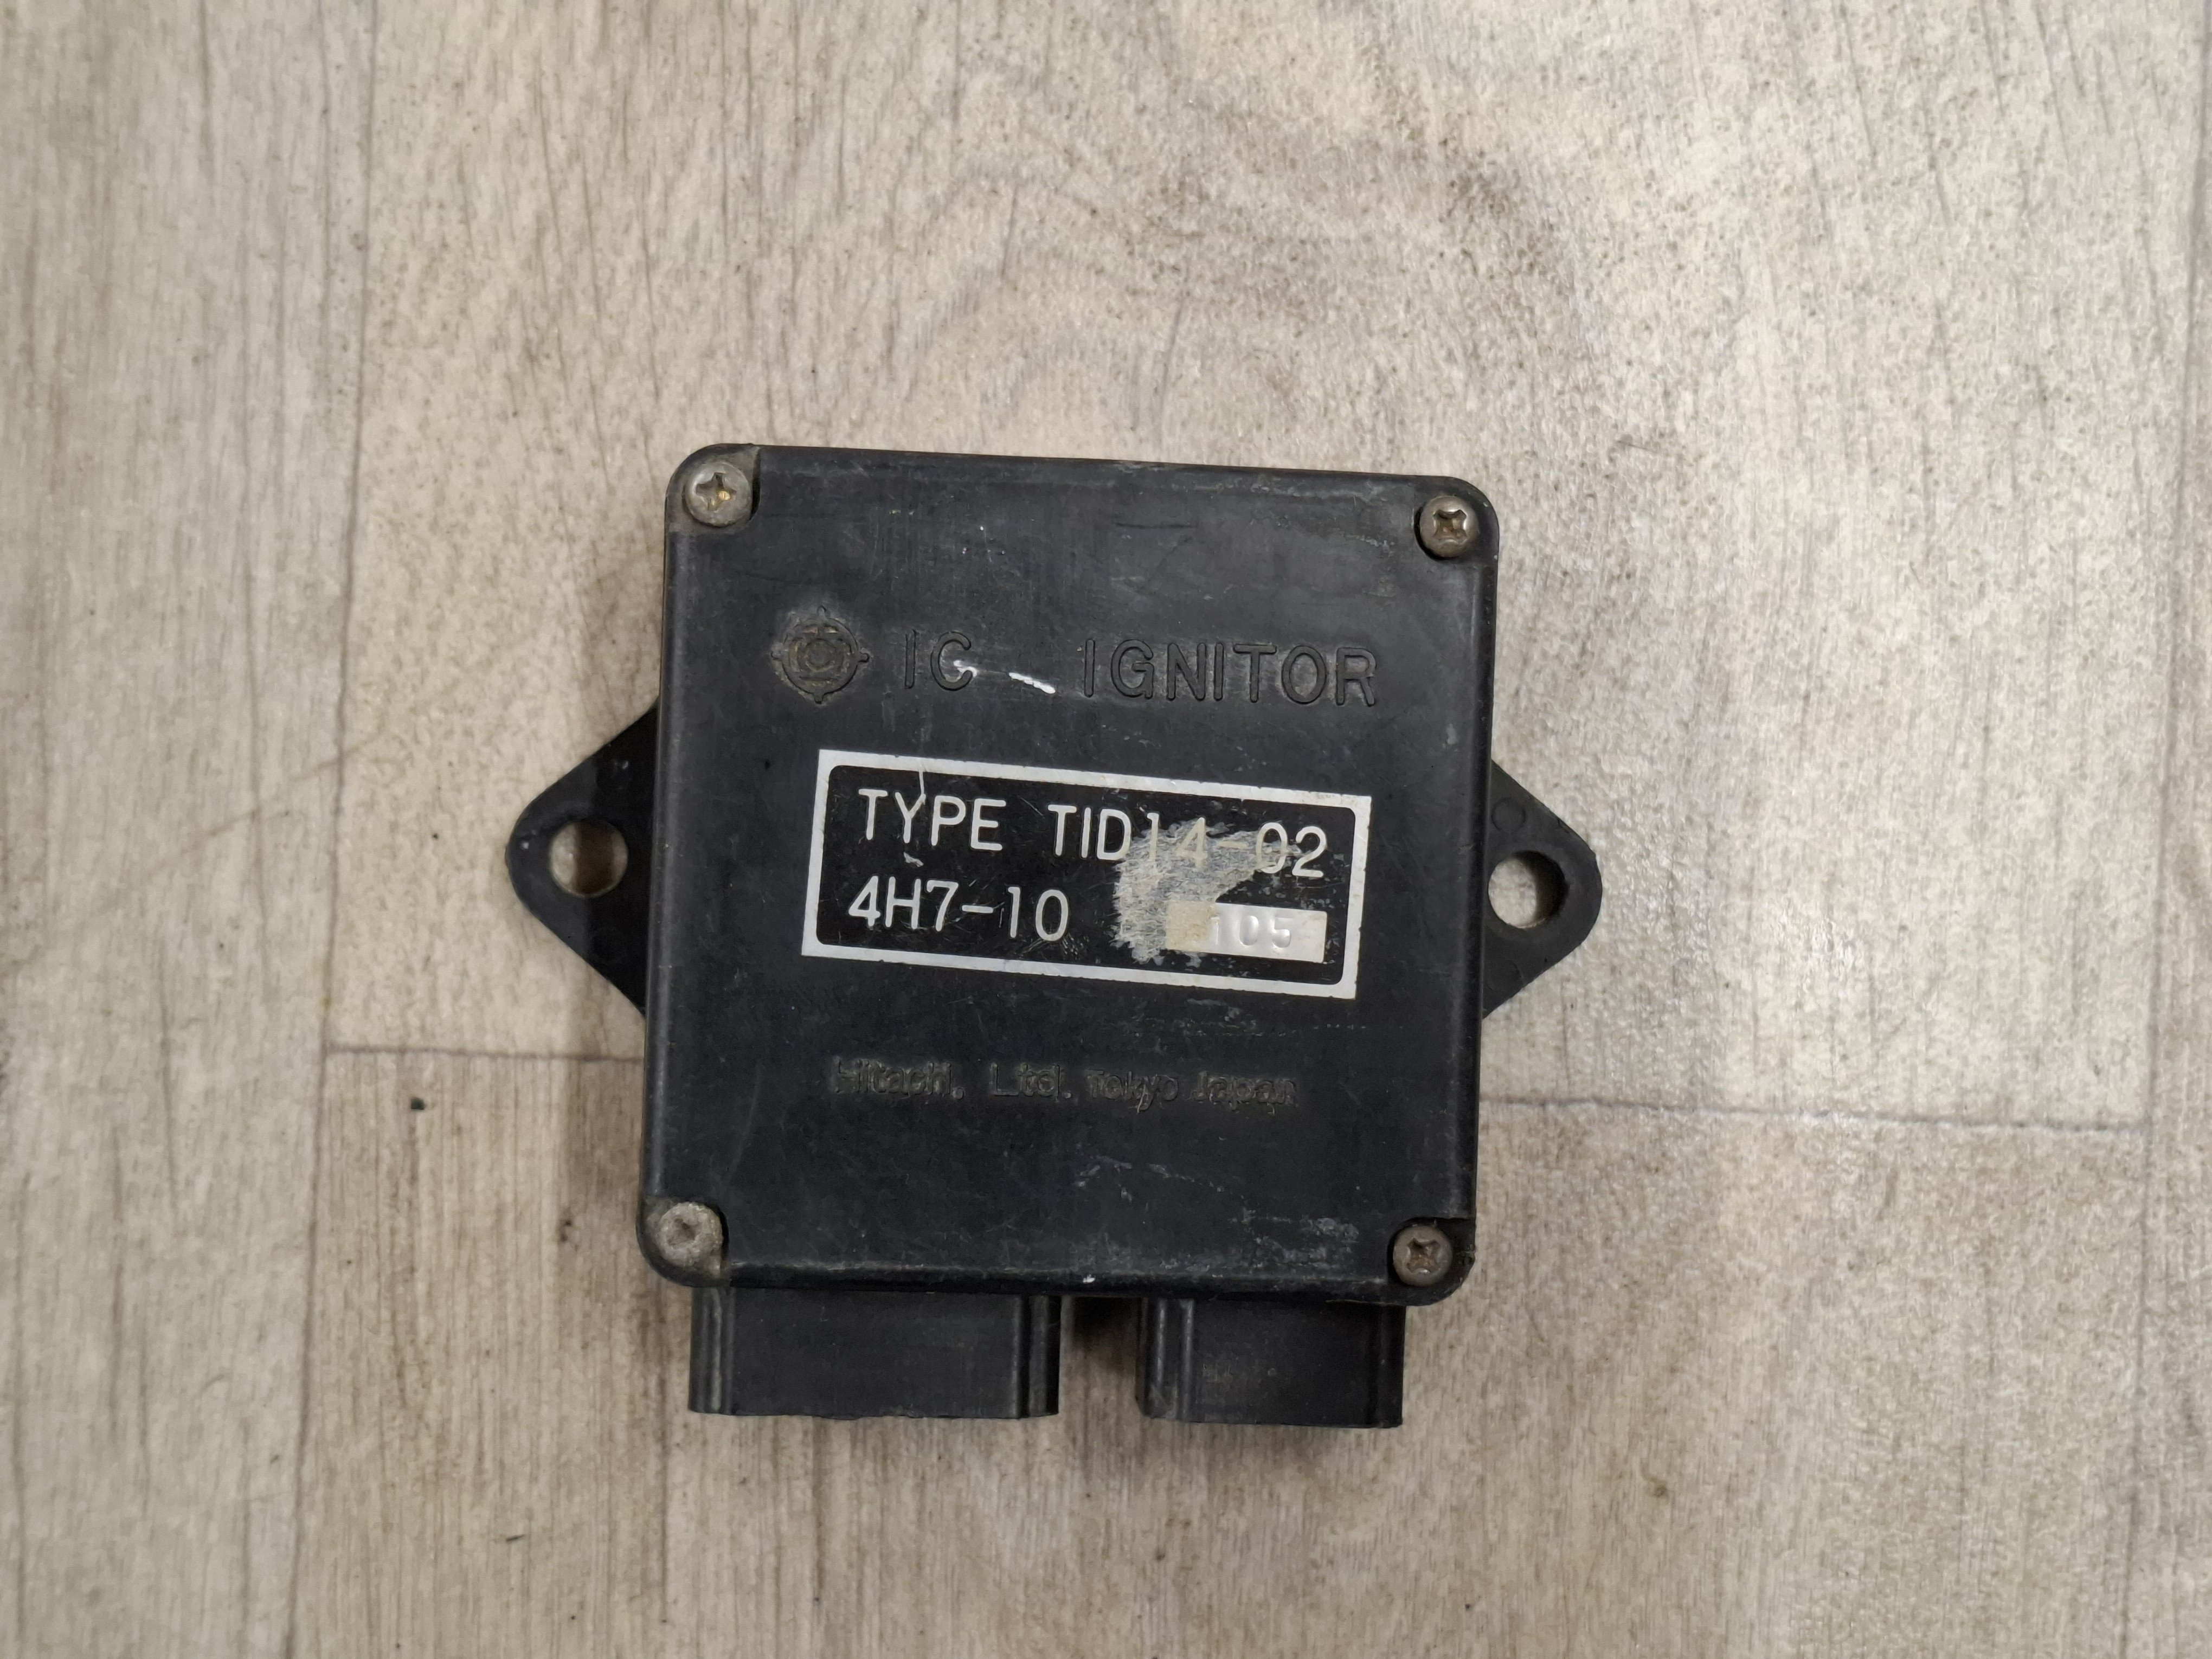 IC - IGNITOR
TYPE TID14-02
4H7-10 105
Hitachi, Ltd. Tokyo Japan